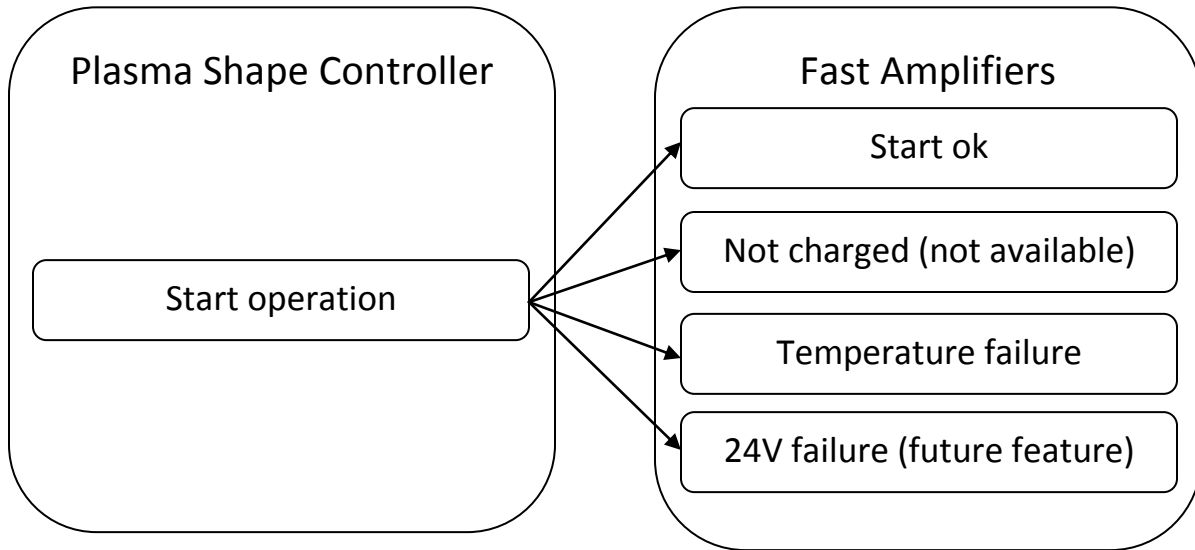 Plasma Shape Controller
Start operation
Fast Amplifiers
Start ok
Not charged (not available)
Temperature failure
24V failure (future feature)